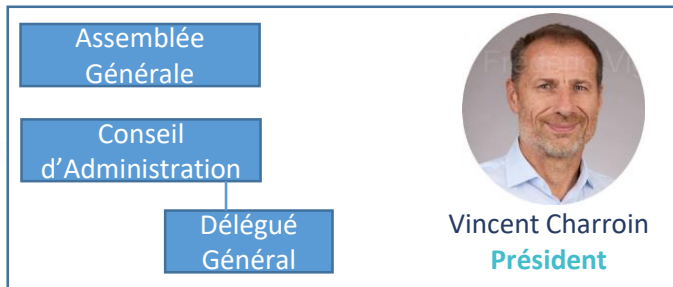 Assemblée
Générale
Conseil
d’Administration
Délégué
Général
Vincent Charroin
Président